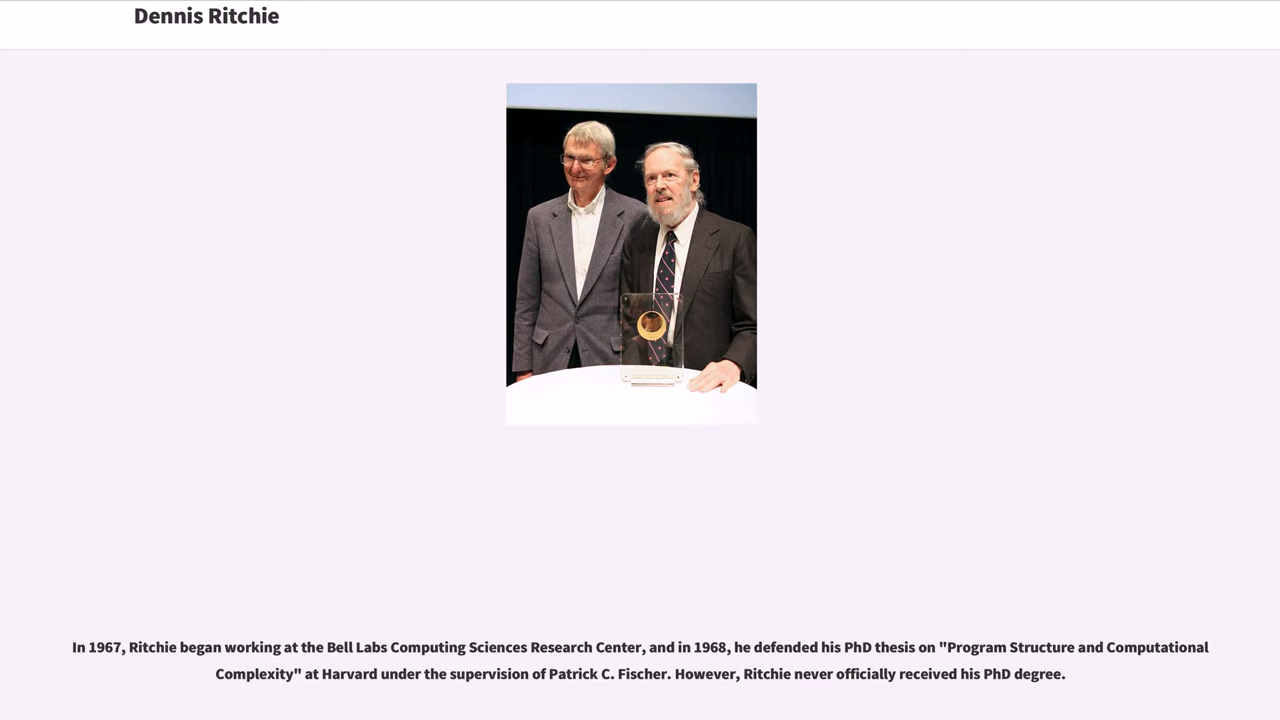 Dennis Ritchie
In 1967, Ritchie began working at the Bell Labs Computing Sciences Research Center, and in 1968, he defended his PhD thesis on "Program Structure and Computational
Complexity" at Harvard under the supervision of Patrick C. Fischer. However, Ritchie never officially received his PhD degree.